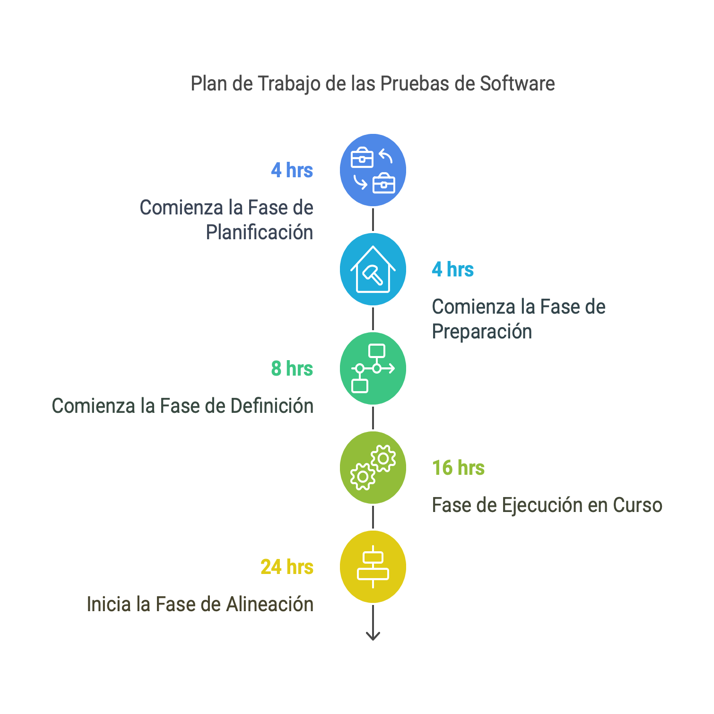 Plan de Trabajo de las Pruebas de Software
4 hrs
Comienza la Fase de
Planificación
4 hrs
Comienza la Fase de
Preparación
8 hrs
Comienza la Fase de Definición
16 hrs
Fase de Ejecución en Curso
24 hrs
Inicia la Fase de Alineación